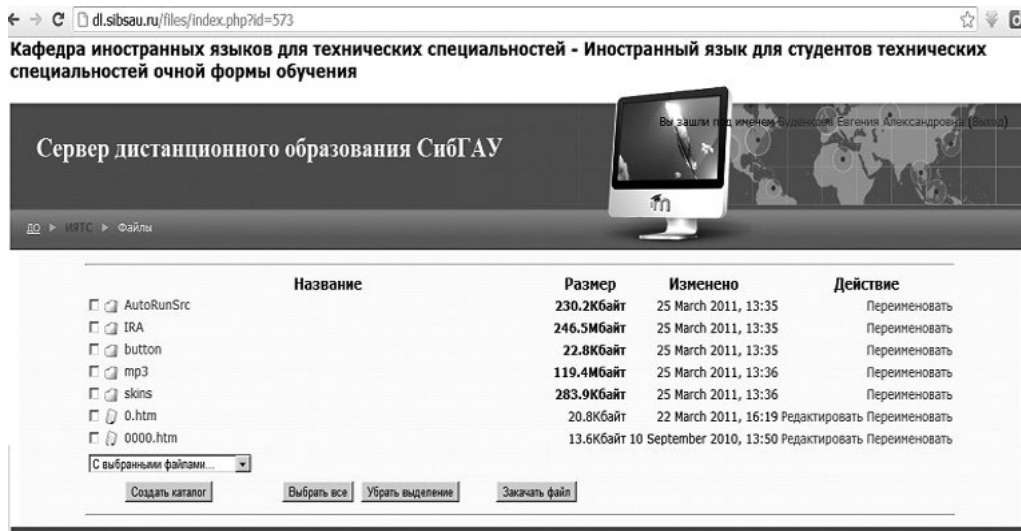 dl.sibsau.ru/files/index.php?id=573
Кафедра иностранных языков для технических специальностей - Иностранный язык для студентов технических
специальностей очной формы обучения
Вы зашли под именем Буденкова Евгения Александровна (Выход)
Сервер дистанционного образования СибГАУ
ДО ► ИЯТС ► Файлы
Название Размер Изменено Действие
AutoRunSrc 230.2Кбайт 25 March 2011, 13:35 Переименовать
IRA 246.5Мбайт 25 March 2011, 13:35 Переименовать
button 22.8Кбайт 25 March 2011, 13:35 Переименовать
mp3 119.4Мбайт 25 March 2011, 13:36 Переименовать
skins 283.9Кбайт 25 March 2011, 13:36 Переименовать
0.htm 20.8Кбайт 22 March 2011, 16:19 Редактировать Переименовать
0000.htm 13.6Кбайт 10 September 2010, 13:50 Редактировать Переименовать
С выбранными файлами...
Создать каталог Выбрать все Убрать выделение Закачать файл